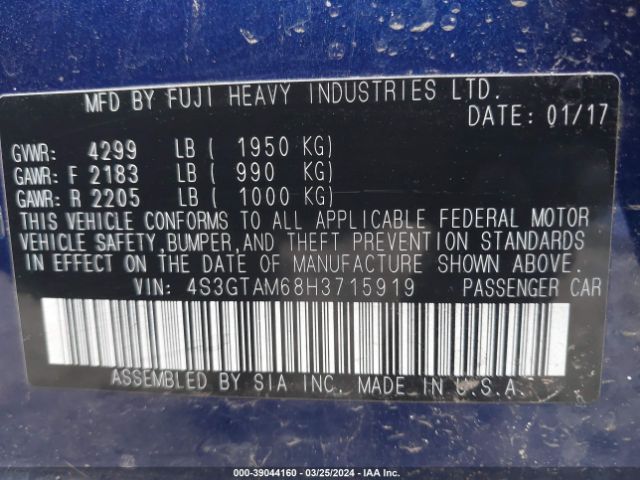 MFD BY FUJI HEAVY INDUSTRIES LTD.
DATE: 01/17
GVWR: 4299 LB ( 1950 KG)
GAWR: F 2183 LB ( 990 KG)
GAWR: R 2205 LB ( 1000 KG)
THIS VEHICLE CONFORMS TO ALL APPLICABLE FEDERAL MOTOR
VEHICLE SAFETY,BUMPER,AND THEFT PREVENTION STANDARDS
IN EFFECT ON THE DATE OF MANUFACTURE SHOWN ABOVE.
VIN: 4S3GTAM68H3715919 PASSENGER CAR
ASSEMBLED BY SIA INC. MADE IN U.S.A.
000-39044160 — 03/25/2024 — IAA Inc.